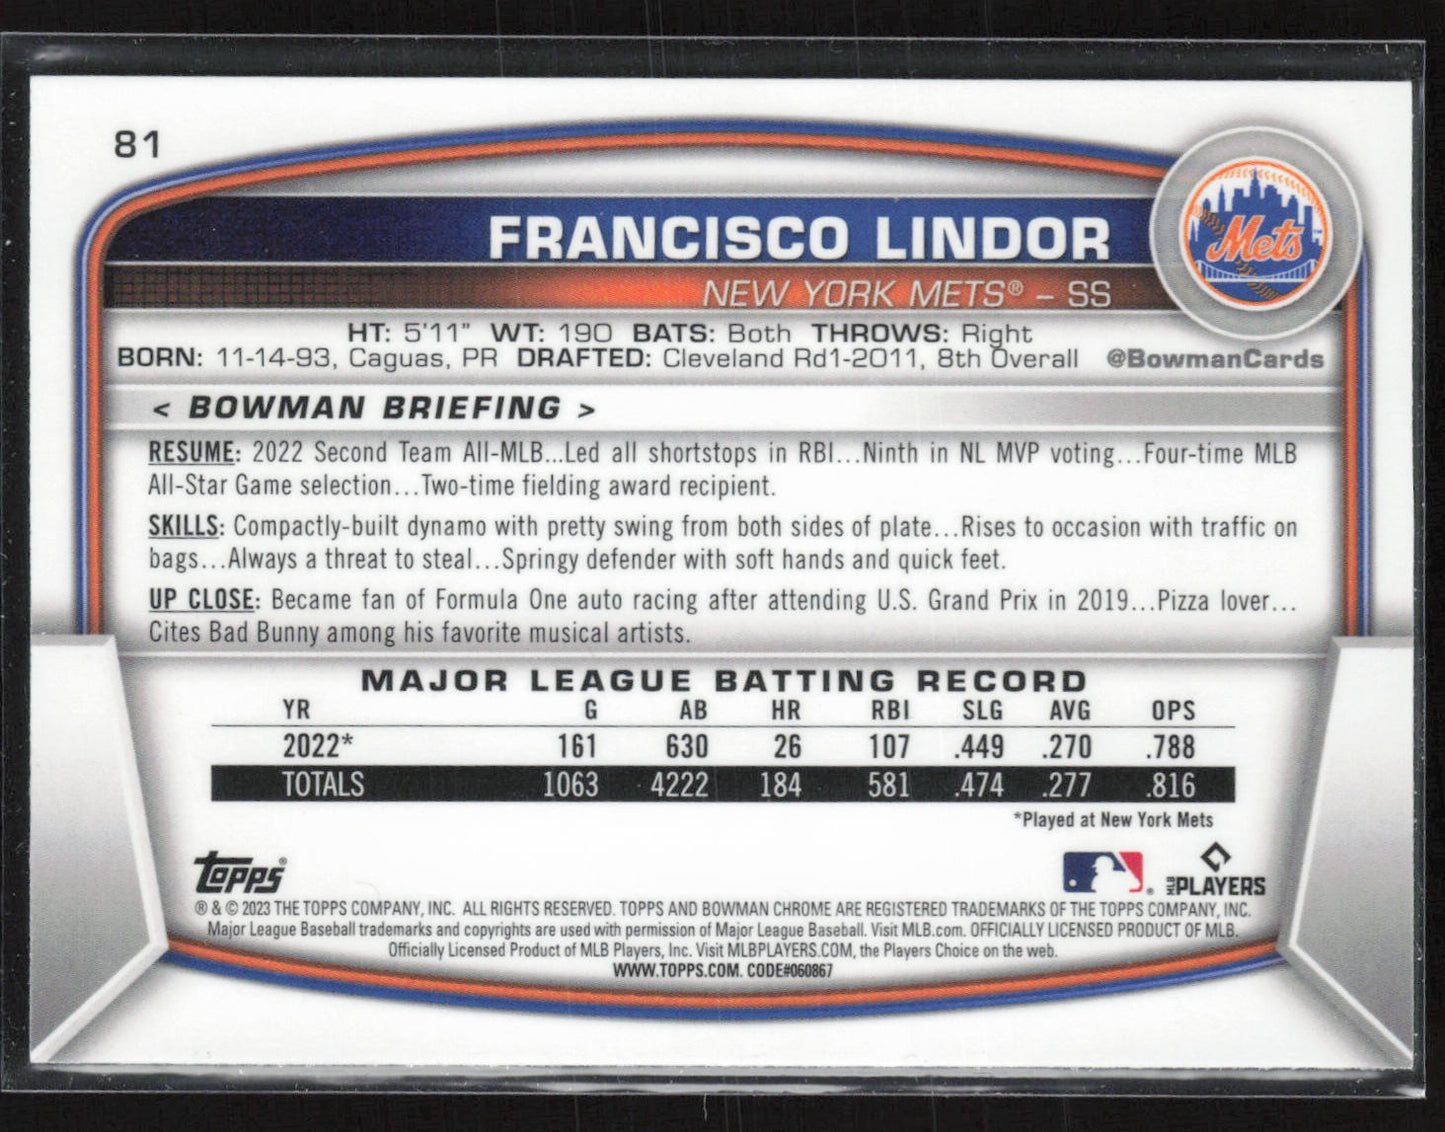 81
FRANCISCO LINDOR
Mets
NEW YORK METS® – SS
HT: 5'11" WT: 190 BATS: Both THROWS: Right
BORN: 11-14-93, Caguas, PR DRAFTED: Cleveland Rd1-2011, 8th Overall @BowmanCards
< BOWMAN BRIEFING >
RESUME: 2022 Second Team All-MLB...Led all shortstops in RBI...Ninth in NL MVP voting...Four-time MLB
All-Star Game selection...Two-time fielding award recipient.
SKILLS: Compactly-built dynamo with pretty swing from both sides of plate...Rises to occasion with traffic on
bags...Always a threat to steal...Springy defender with soft hands and quick feet.
UP CLOSE: Became fan of Formula One auto racing after attending U.S. Grand Prix in 2019...Pizza lover...
Cites Bad Bunny among his favorite musical artists.
MAJOR LEAGUE BATTING RECORD
YR G AB HR RBI SLG AVG OPS
2022* 161 630 26 107 .449 .270 .788
TOTALS 1063 4222 184 581 .474 .277 .816
*Played at New York Mets
Topps® MLB PLAYERS
® & © 2023 THE TOPPS COMPANY, INC. ALL RIGHTS RESERVED. TOPPS AND BOWMAN CHROME ARE REGISTERED TRADEMARKS OF THE TOPPS COMPANY, INC.
Major League Baseball trademarks and copyrights are used with permission of Major League Baseball. Visit MLB.com. OFFICIALLY LICENSED PRODUCT OF MLB.
Officially Licensed Product of MLB Players, Inc. Visit MLBPLAYERS.COM, the Players Choice on the web.
WWW.TOPPS.COM. CODE#060867